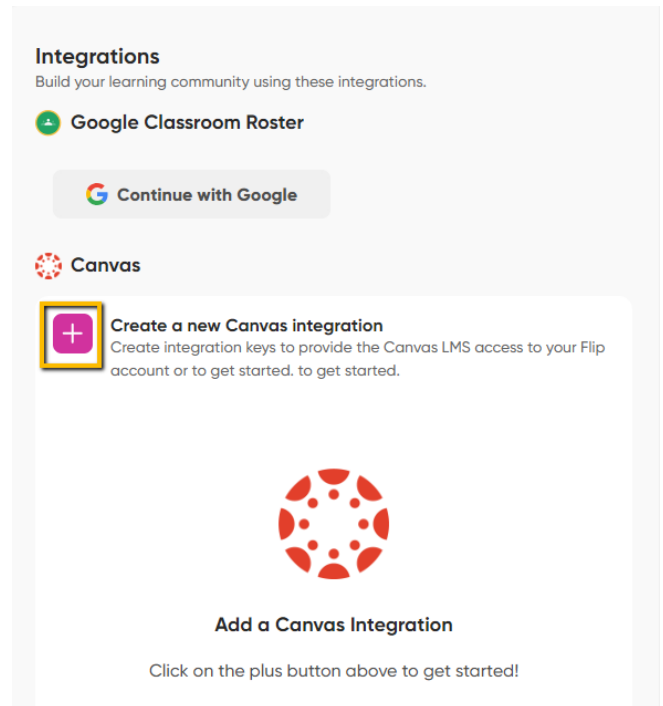 Integrations
Build your learning community using these integrations.
Google Classroom Roster
Continue with Google
Canvas
Create a new Canvas integration
Create integration keys to provide the Canvas LMS access to your Flip
account or to get started. to get started.
Add a Canvas Integration
Click on the plus button above to get started!